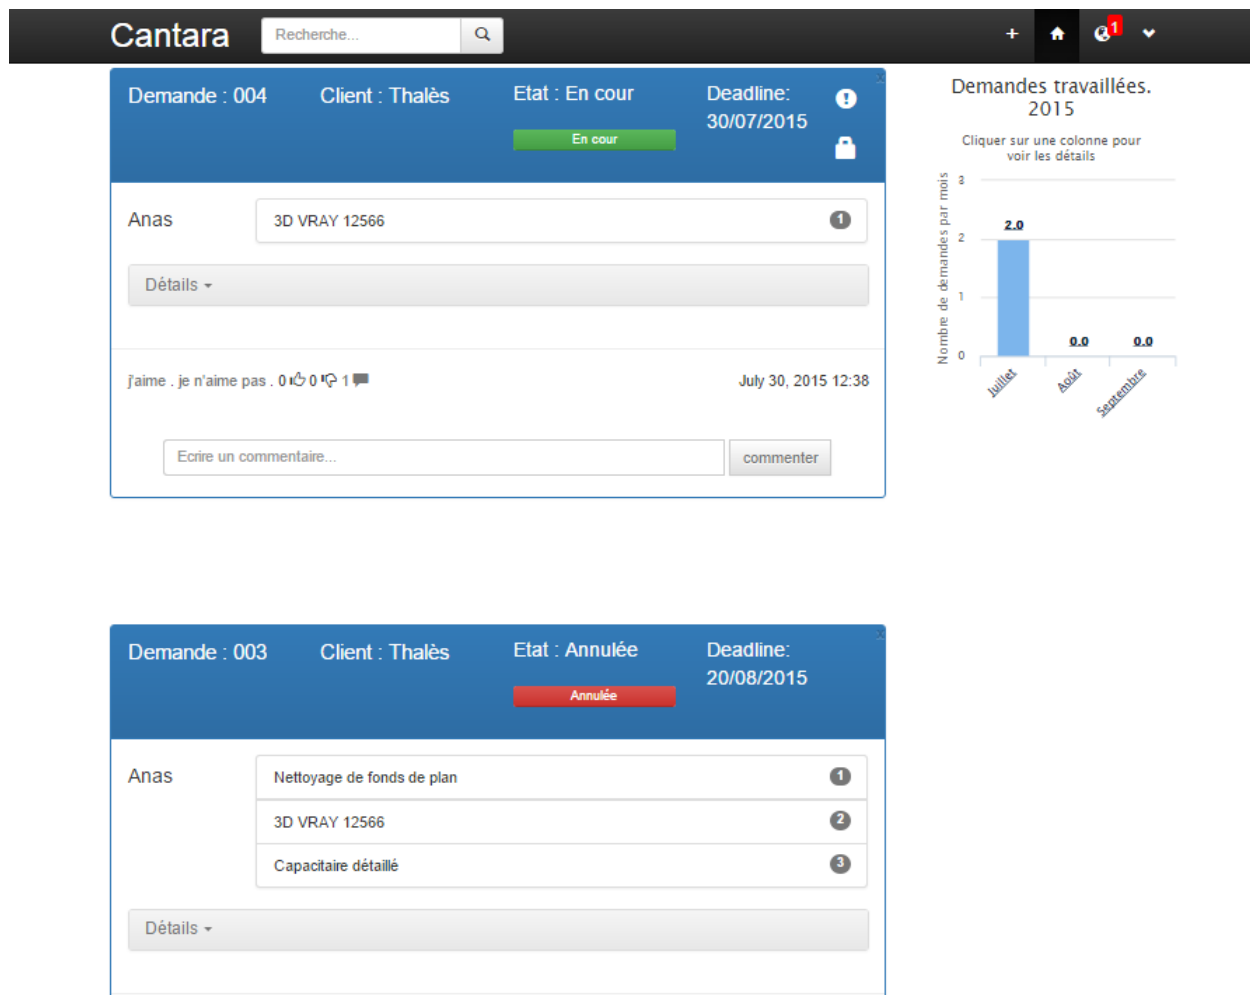 Cantara
Recherche...
1
Demande : 004
Client : Thalès
Etat : En cour
En cour
Deadline:
30/07/2015
x
Anas
3D VRAY 12566
1
Détails
j'aime . je n'aime pas . 0 0 1
July 30, 2015 12:38
Ecrire un commentaire...
commenter
Demandes travaillées.
2015
Cliquer sur une colonne pour
voir les détails
Nombre de demandes par mois
3
2
1
0
2.0
0.0
0.0
Juillet
Août
Septembre
Demande : 003
Client : Thalès
Etat : Annulée
Annulée
Deadline:
20/08/2015
x
Anas
Nettoyage de fonds de plan
1
3D VRAY 12566
2
Capacitaire détaillé
3
Détails